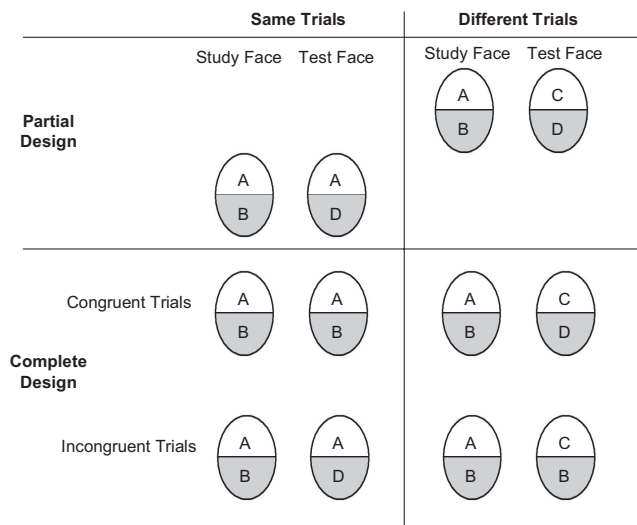 Same Trials Different Trials
Study Face Test Face Study Face Test Face
A C
Partial
Design
B D
A A
B D
Congruent Trials
A A A C
B B B D
Complete
Design
Incongruent Trials
A A A C
B D B B